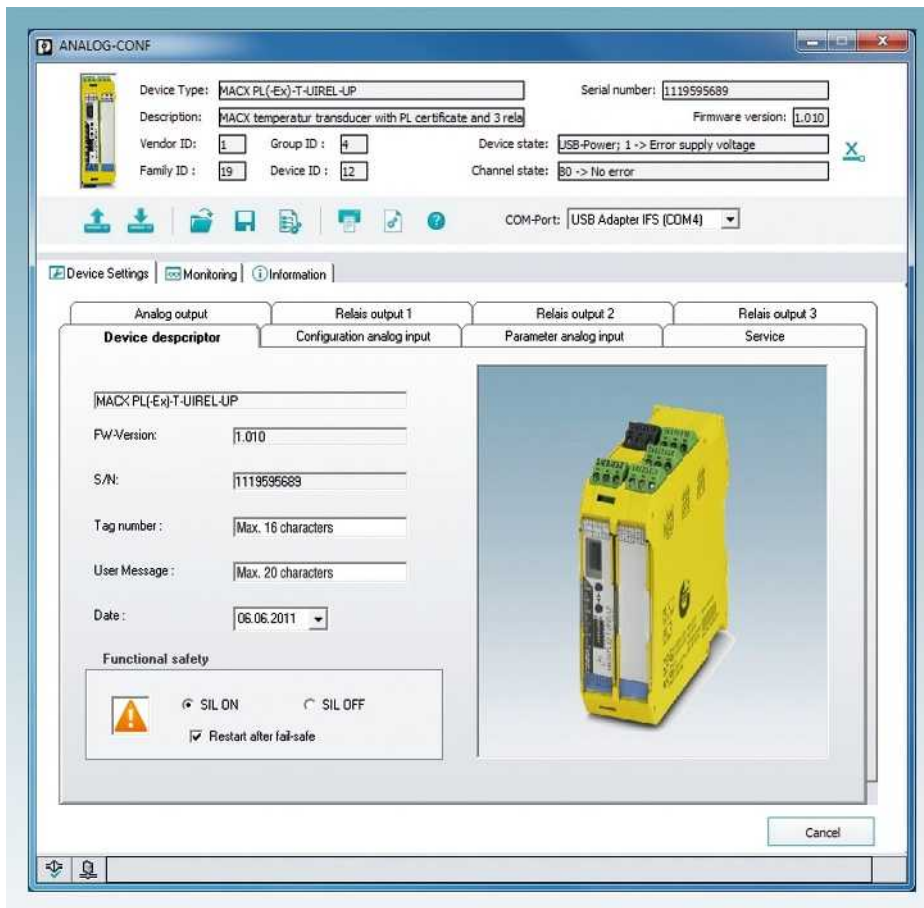 ANALOG-CONF
Device Type: MACX PL(-Ex)-T-UIREL-UP Serial number: 1119595689
Description: MACX temperatur transducer with PL certificate and 3 rela Firmware version: 1.010
Vendor ID: 1 Group ID : 4 Device state: USB-Power; 1 -> Error supply voltage
Family ID : 19 Device ID : 12 Channel state: 80 -> No error
COM-Port: USB Adapter IFS (COM4)
Device Settings Monitoring Information
Analog output Relais output 1 Relais output 2 Relais output 3
Device despcriptor Configuration analog input Parameter analog input Service
MACX PL(-Ex)-T-UIREL-UP
FW-Version: 1.010
S/N: 1119595689
Tag number : Max. 16 characters
User Message : Max. 20 characters
Date : 06.06.2011
Functional safety
SIL ON SIL OFF
Restart after fail-safe
Cancel